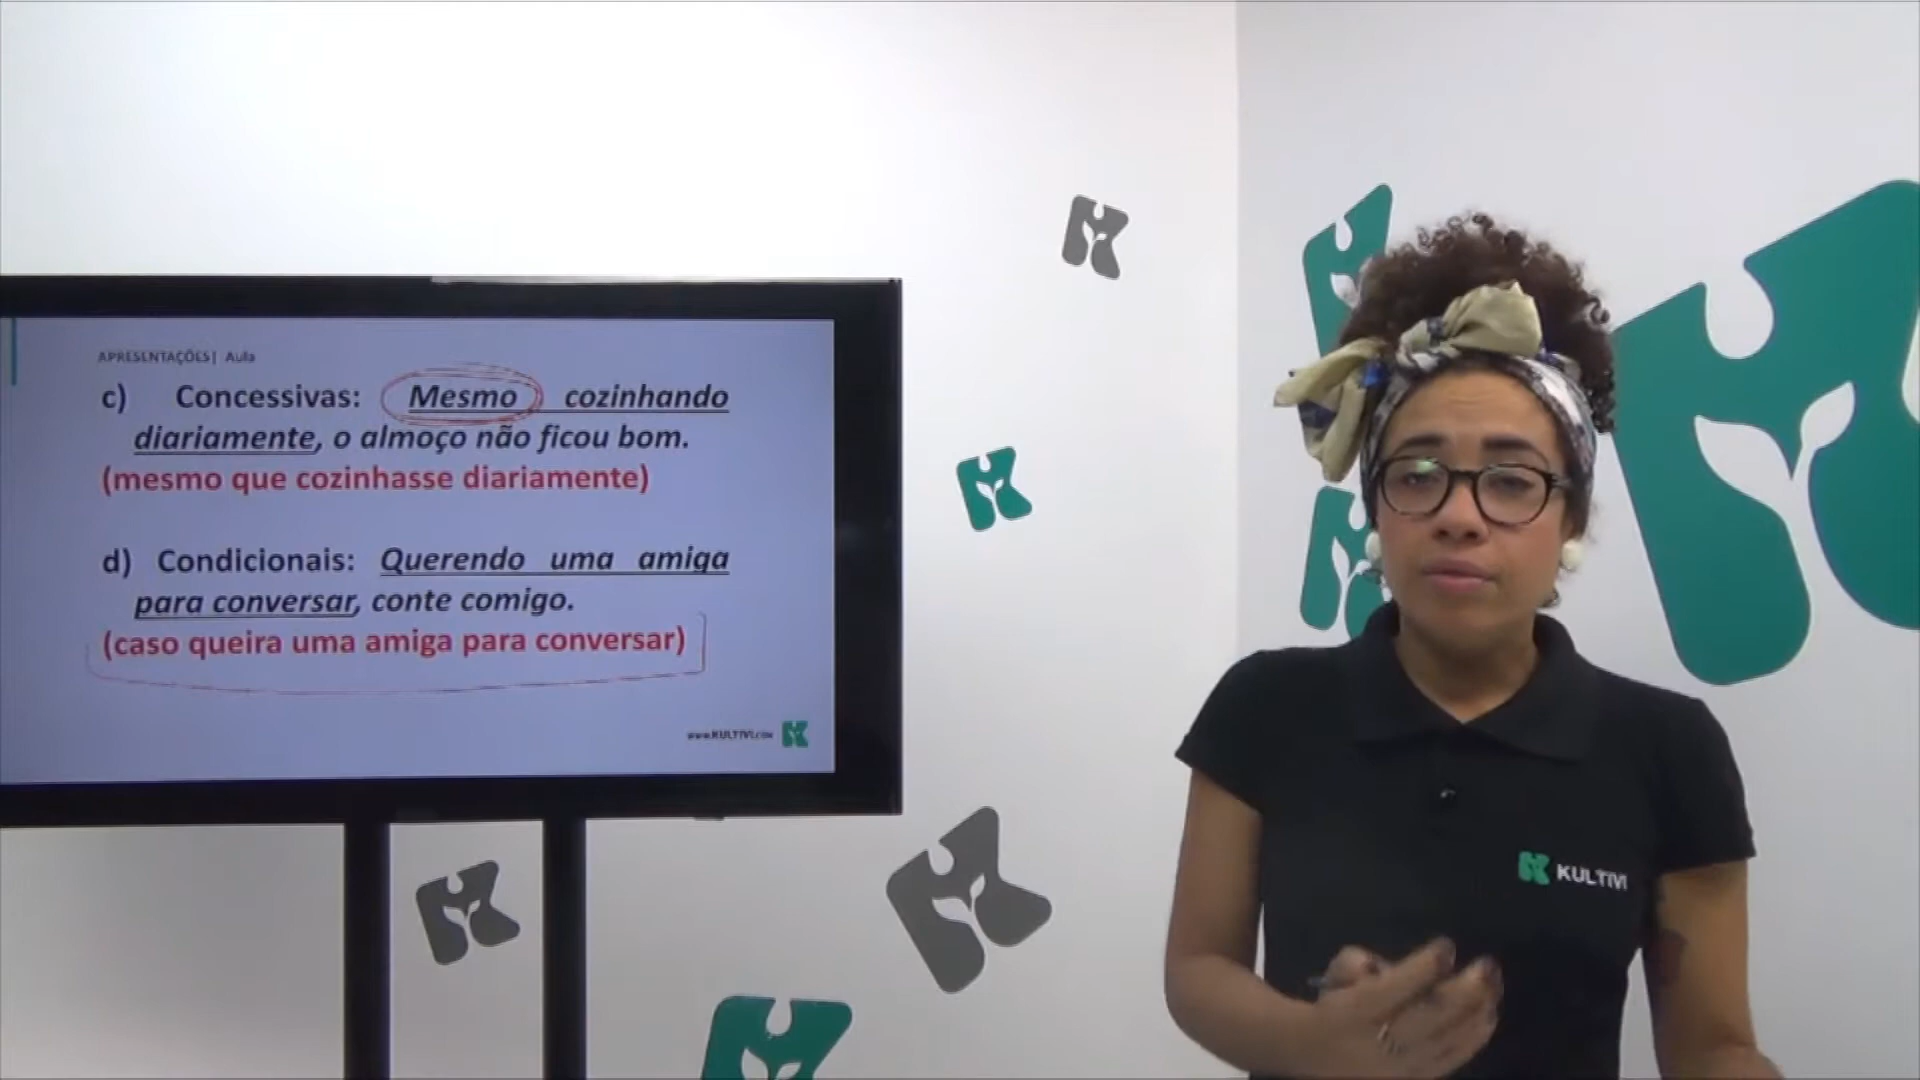 APRESENTAÇÕES| Aula
c) Concessivas: Mesmo cozinhando
diariamente, o almoço não ficou bom.
(mesmo que cozinhasse diariamente)
d) Condicionais: Querendo uma amiga
para conversar, conte comigo.
(caso queira uma amiga para conversar)
www.KULTIVI.COM
KULTIVI